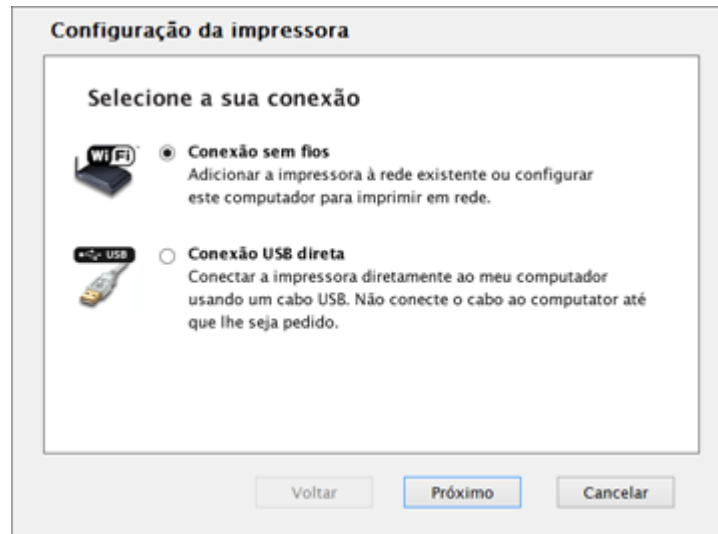 Configuração da impressora
Selecione a sua conexão
WiFi
Conexão sem fios
Adicionar a impressora à rede existente ou configurar
este computador para imprimir em rede.
USB
Conexão USB direta
Conectar a impressora diretamente ao meu computador
usando um cabo USB. Não conecte o cabo ao computator até
que lhe seja pedido.
Voltar
Próximo
Cancelar